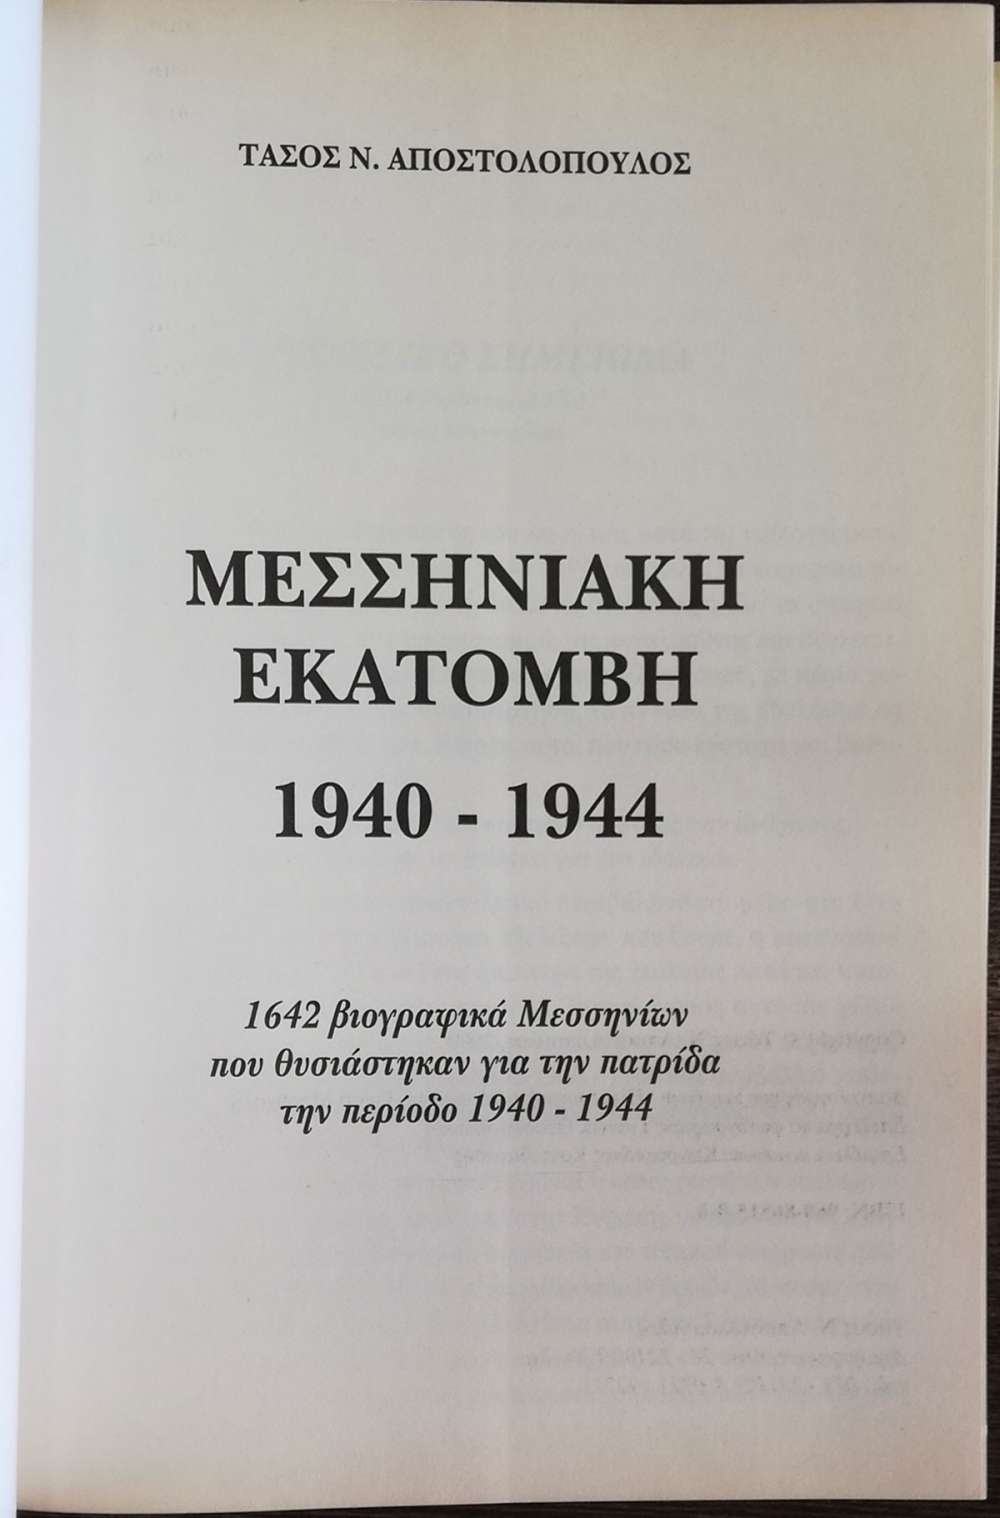 ΤΑΣΟΣ Ν. ΑΠΟΣΤΟΛΟΠΟΥΛΟΣ
ΜΕΣΣΗΝΙΑΚΗ
ΕΚΑΤΟΜΒΗ
1940 - 1944
1642 βιογραφικά Μεσσηνίων
που θυσιάστηκαν για την πατρίδα
την περίοδο 1940 - 1944